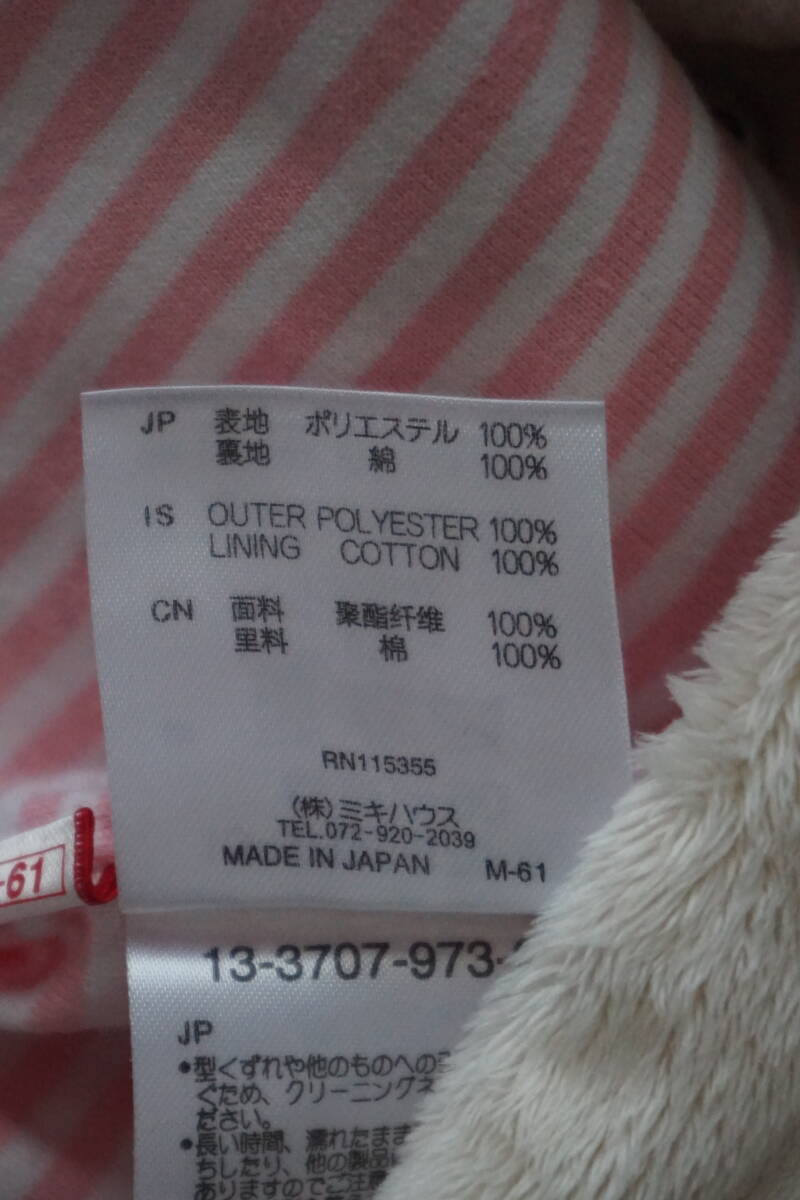 JP 表地 ポリエステル 100%
裏地 綿 100%
IS OUTER POLYESTER 100%
LINING COTTON 100%
CN 面料 聚酯纤维 100%
里料 棉 100%
RN115355
(株)ミキハウス
TEL.072-920-2039
MADE IN JAPAN M-61
-61
13-3707-973-
JP
•型くずれや他のものへの
ぐため、クリーニングネ
ださい。
•長い時間、濡れたまま
ちしたり、他の製品
ありますのでご注意